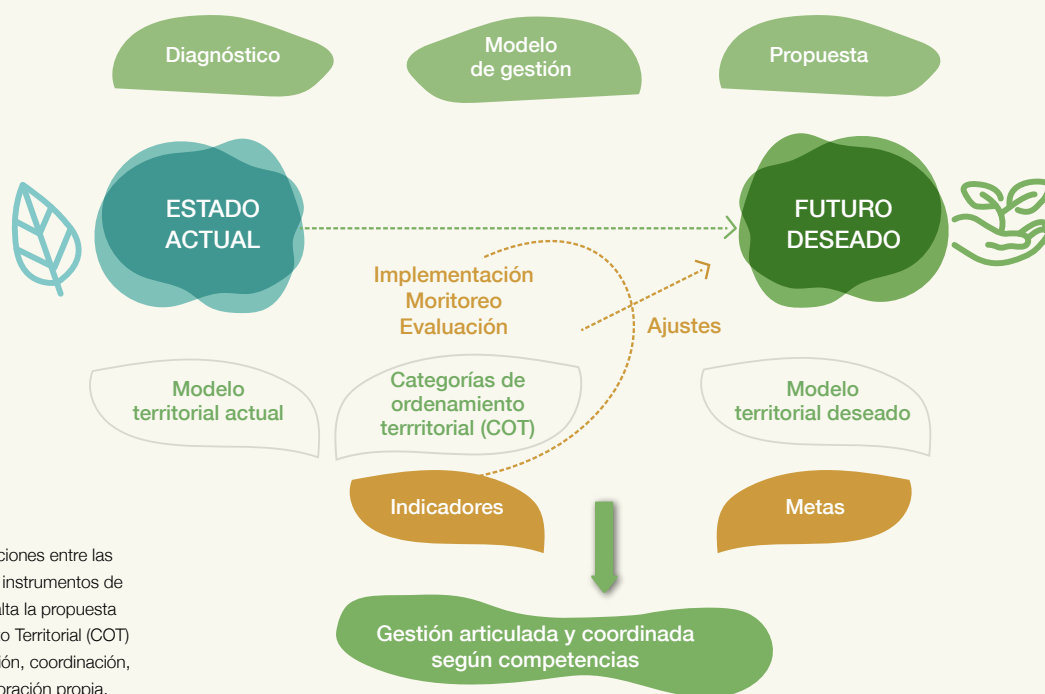 Diagnóstico
Modelo
de gestión
Propuesta
ESTADO
ACTUAL
FUTURO
DESEADO
Implementación
Moritoreo
Evaluación
Ajustes
Modelo
territorial actual
Categorías de
ordenamiento
terrritorial (COT)
Modelo
territorial deseado
Indicadores
Metas
ciones entre las
instrumentos de
alta la propuesta
o Territorial (COT)
ión, coordinación,
oración propia.
Gestión articulada y coordinada
según competencias